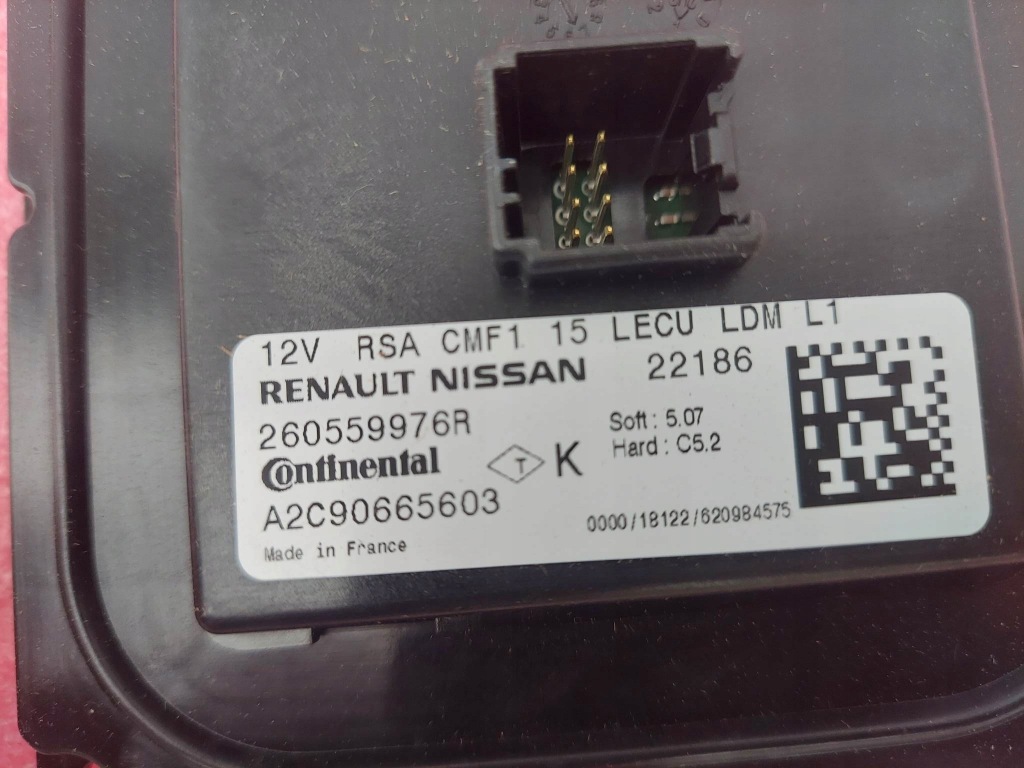 12V RSA CMF1 15 LECU LDM L1
RENAULT NISSAN 22186
260559976R
Soft : 5.07
Hard : C5.2
Continental T K
A2C90665603
0000/18122/620984575
Made in France